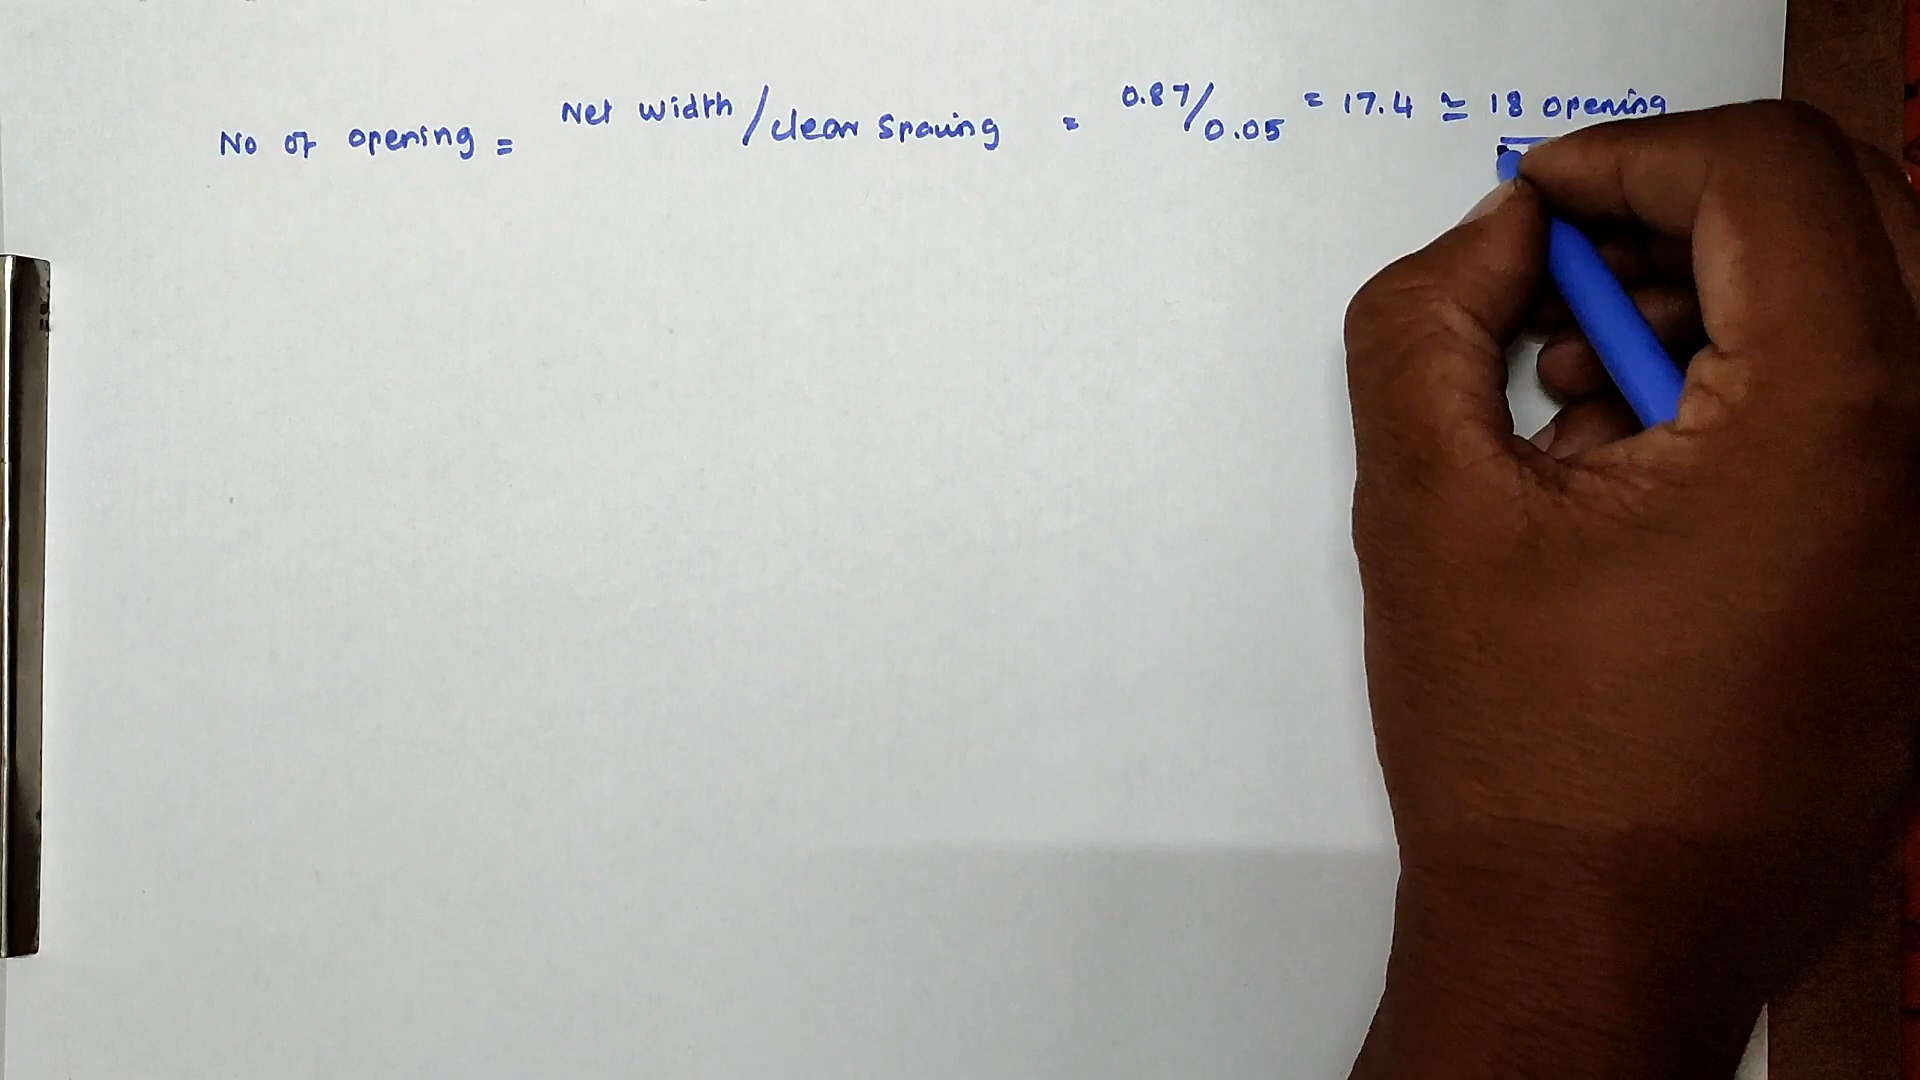 No of opening = Net width / clear spacing = 0.87 / 0.05 = 17.4 ≃ 18 opening